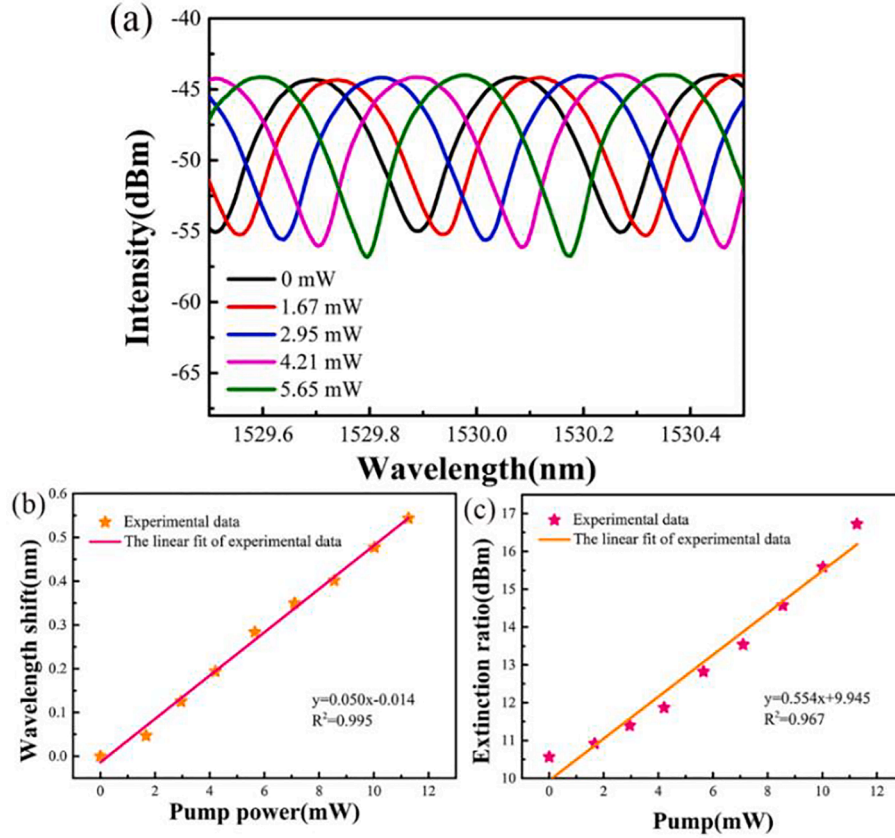 (a)
-40
-45
-50
-55
-60
-65
Intensity(dBm)
0 mW
1.67 mW
2.95 mW
4.21 mW
5.65 mW
1529.6 1529.8 1530.0 1530.2 1530.4
Wavelength(nm)
(b)
0.6
0.5
0.4
0.3
0.2
0.1
0.0
Wavelength shift(nm)
Experimental data
The linear fit of experimental data
y=0.050x-0.014
R²=0.995
0 2 4 6 8 10 12
Pump power(mW)
(c)
17
16
15
14
13
12
11
10
Extinction ratio(dBm)
Experimental data
The linear fit of experimental data
y=0.554x+9.945
R²=0.967
0 2 4 6 8 10 12
Pump(mW)